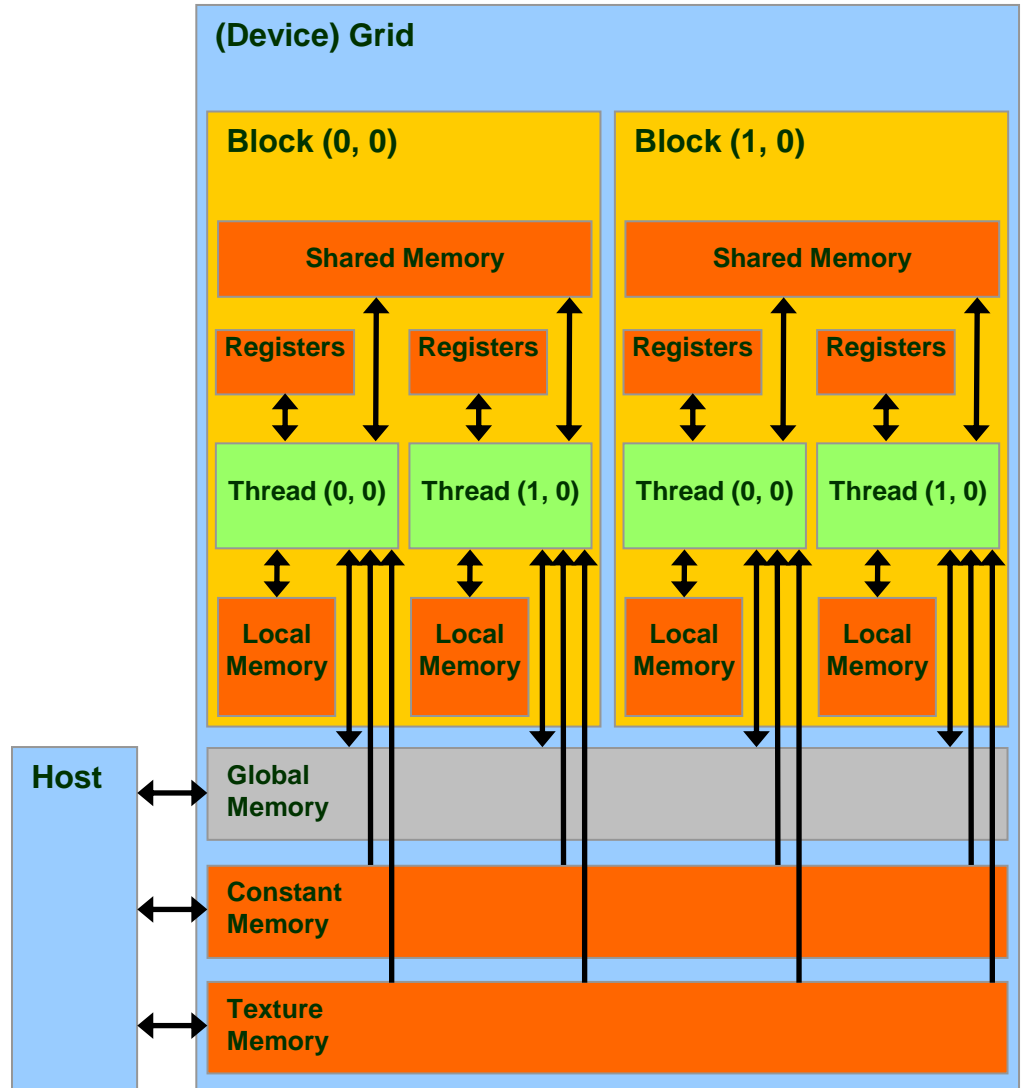 (Device) Grid
Block (0, 0)
Block (1, 0)
Shared Memory
Shared Memory
Registers
Registers
Registers
Registers
Thread (0, 0)
Thread (1, 0)
Thread (0, 0)
Thread (1, 0)
Local
Memory
Local
Memory
Local
Memory
Local
Memory
Host
Global
Memory
Constant
Memory
Texture
Memory